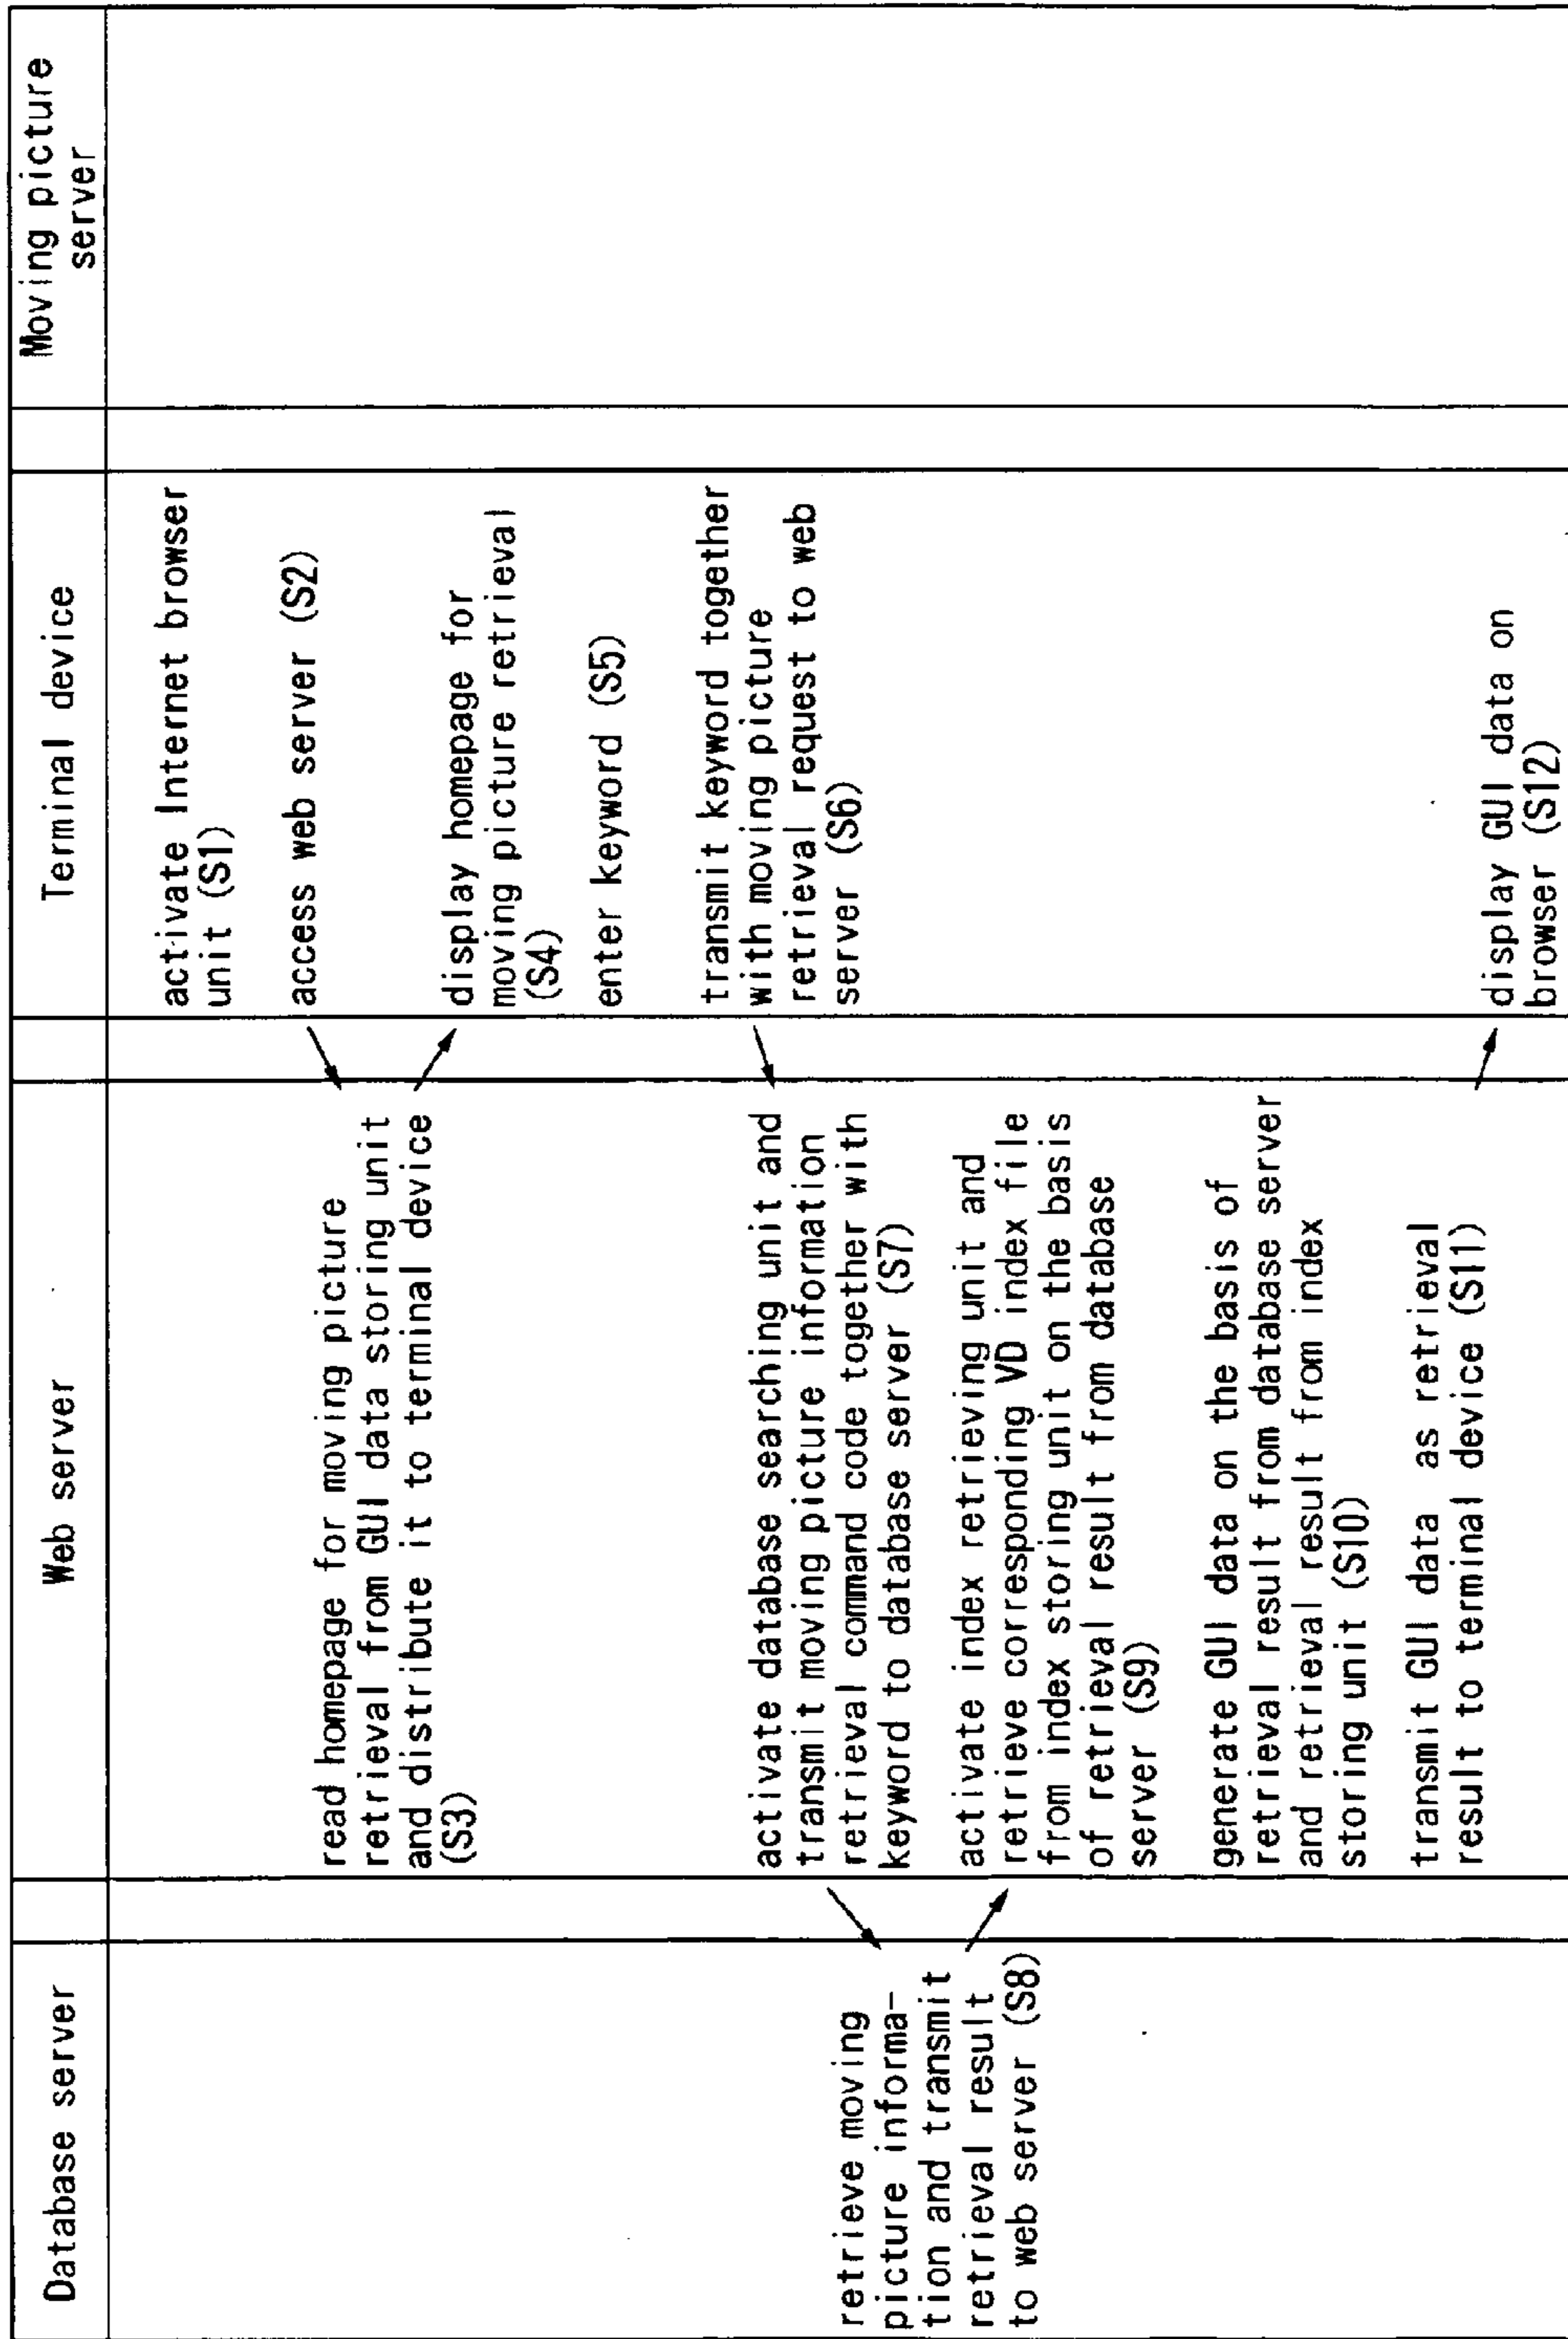 Database server
Web server
Terminal device
Moving picture
server
activate Internet browser
unit (S1)
access web server (S2)
read homepage for moving picture
retrieval from GUI data storing unit
and distribute it to terminal device
(S3)
display homepage for
moving picture retrieval
(S4)
enter keyword (S5)
transmit keyword together
with moving picture
retrieval request to web
server (S6)
activate database searching unit and
transmit moving picture information
retrieval command code together with
keyword to database server (S7)
retrieve moving
picture informa-
tion and transmit
retrieval result
to web server (S8)
activate index retrieving unit and
retrieve corresponding VD index file
from index storing unit on the basis
of retrieval result from database
server (S9)
generate GUI data on the basis of
retrieval result from database server
and retrieval result from index
storing unit (S10)
transmit GUI data as retrieval
result to terminal device (S11)
display GUI data on
browser (S12)